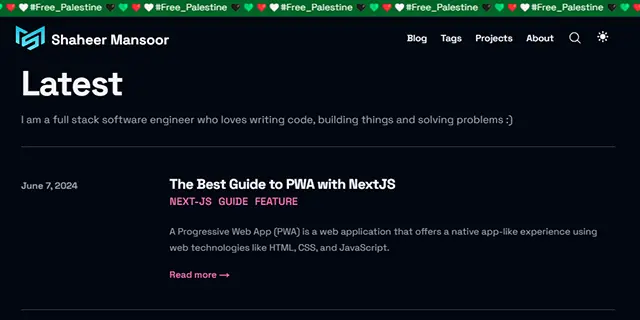 🖤 💚 ❤️ 🤍 #Free_Palestine 🖤 💚 ❤️ 🤍 #Free_Palestine 🖤 💚 ❤️ 🤍 #Free_Palestine 🖤 💚 ❤️ 🤍 #Free_Palestine 🖤 💚 ❤️ 🤍 #Free_Palestine 🖤 💚 ❤️
Shaheer Mansoor
Blog Tags Projects About
Latest
I am a full stack software engineer who loves writing code, building things and solving problems :)
June 7, 2024
The Best Guide to PWA with NextJS
NEXT-JS GUIDE FEATURE
A Progressive Web App (PWA) is a web application that offers a native app-like experience using
web technologies like HTML, CSS, and JavaScript.
Read more →